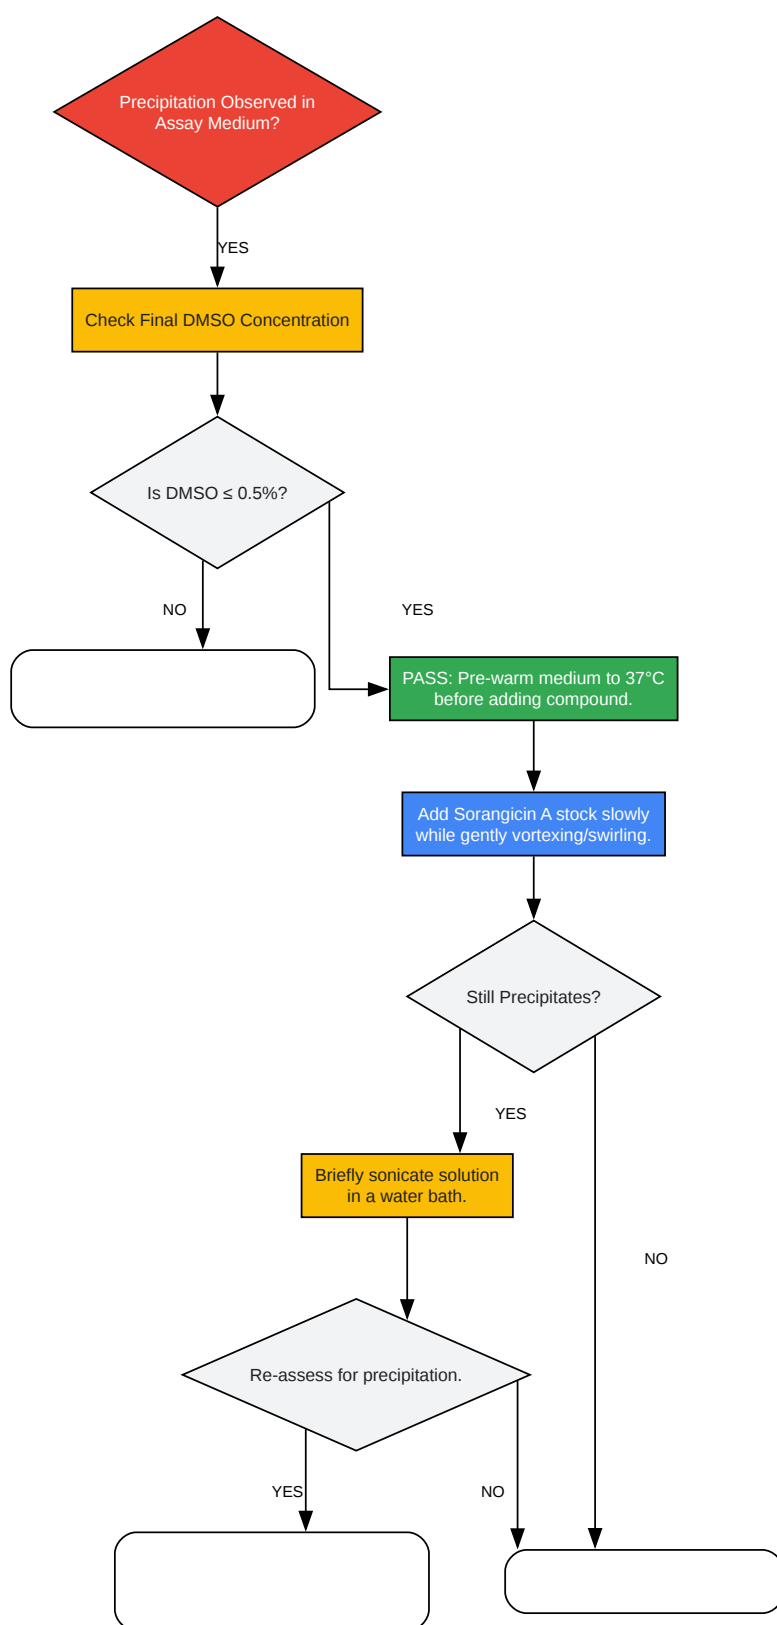 Precipitation Observed in
Assay Medium?
YES
Check Final DMSO Concentration
Is DMSO ≤ 0.5%?
NO
YES
PASS: Pre-warm medium to 37°C
before adding compound.
Add Sorangicin A stock slowly
while gently vortexing/swirling.
Still Precipitates?
YES
Briefly sonicate solution
in a water bath.
NO
Re-assess for precipitation.
YES
NO